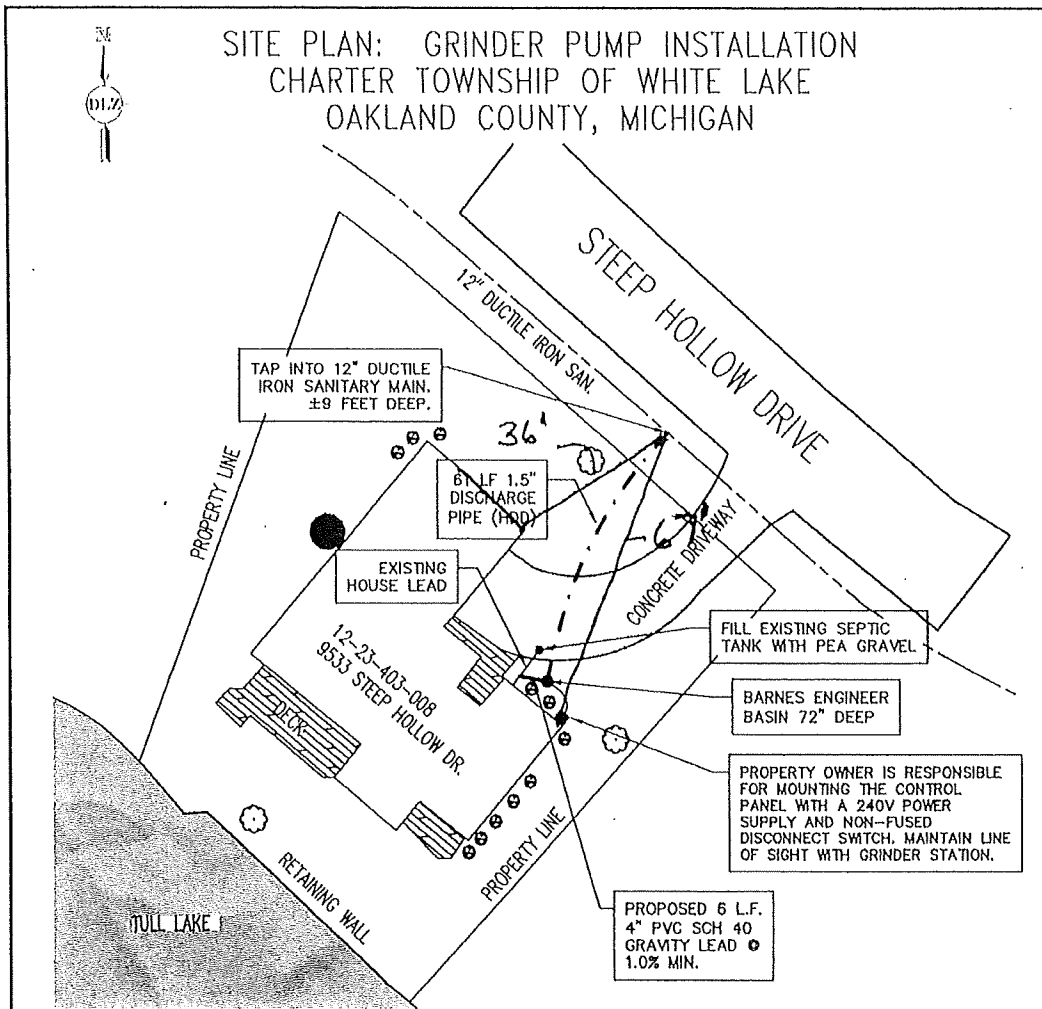 N
DLZ
SITE PLAN: GRINDER PUMP INSTALLATION
CHARTER TOWNSHIP OF WHITE LAKE
OAKLAND COUNTY, MICHIGAN
STEEP HOLLOW DRIVE
12" DUCTILE IRON SAN.
TAP INTO 12" DUCTILE
IRON SANITARY MAIN.
±9 FEET DEEP.
36'
61 LF 1.5"
DISCHARGE
PIPE (HDD)
PROPERTY LINE
EXISTING
HOUSE LEAD
CONCRETE DRIVEWAY
FILL EXISTING SEPTIC
TANK WITH PEA GRAVEL
12-23-403-008
9533 STEEP HOLLOW DR.
DECK
BARNES ENGINEER
BASIN 72" DEEP
PROPERTY OWNER IS RESPONSIBLE
FOR MOUNTING THE CONTROL
PANEL WITH A 240V POWER
SUPPLY AND NON-FUSED
DISCONNECT SWITCH. MAINTAIN LINE
OF SIGHT WITH GRINDER STATION.
PROPERTY LINE
RETAINING WALL
TULL LAKE
PROPOSED 6 L.F.
4" PVC SCH 40
GRAVITY LEAD @
1.0% MIN.